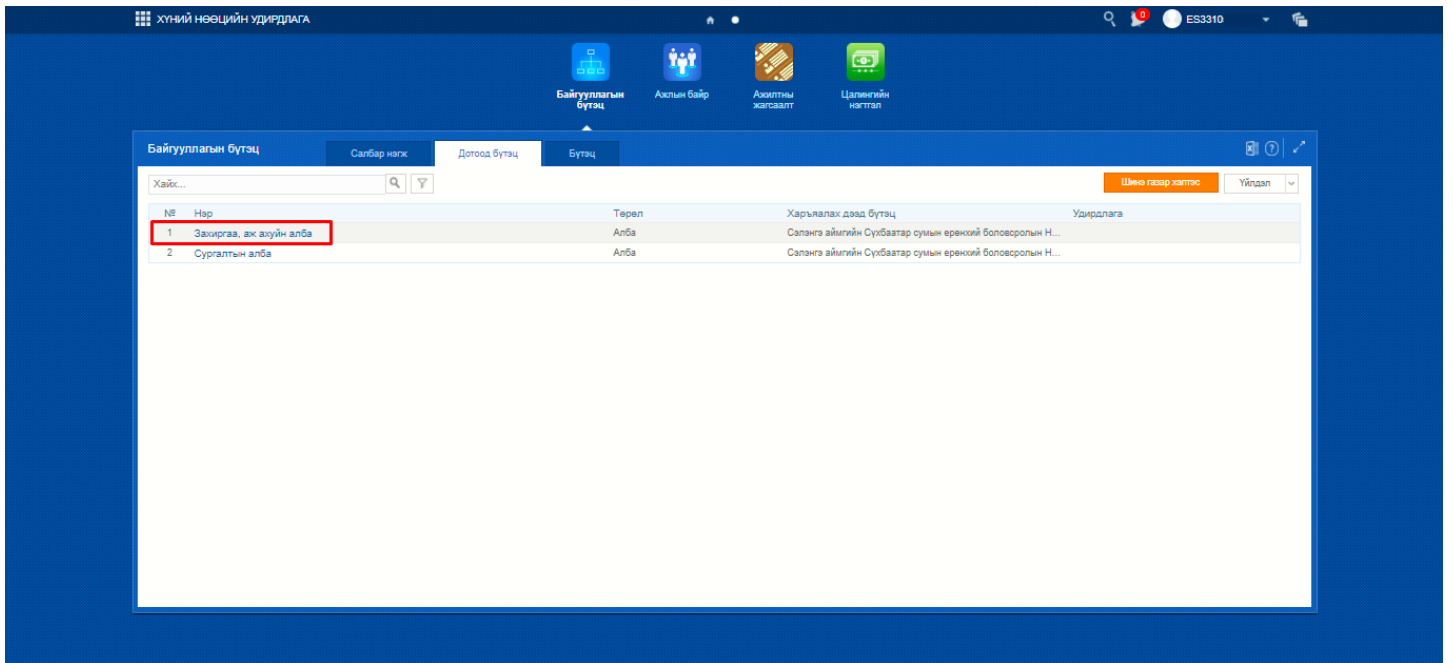 ХҮНИЙ НӨӨЦИЙН УДИРДЛАГА
0
ES3310
Байгууллагын бүтэц
Ажлын байр
Ажилтны жагсаалт
Цалингийн нэгтгэл
Байгууллагын бүтэц
Салбар нэгж
Дотоод бүтэц
Бүтэц
Хайх...
Шинэ газар хэлтэс
Үйлдэл
№ Нэр Төрөл Харъяалах дээд бүтэц Удирдлага
1 Захиргаа, аж ахуйн алба Алба Сэлэнгэ аймгийн Сүхбаатар сумын ерөнхий боловсролын Н...
2 Сургалтын алба Алба Сэлэнгэ аймгийн Сүхбаатар сумын ерөнхий боловсролын Н...